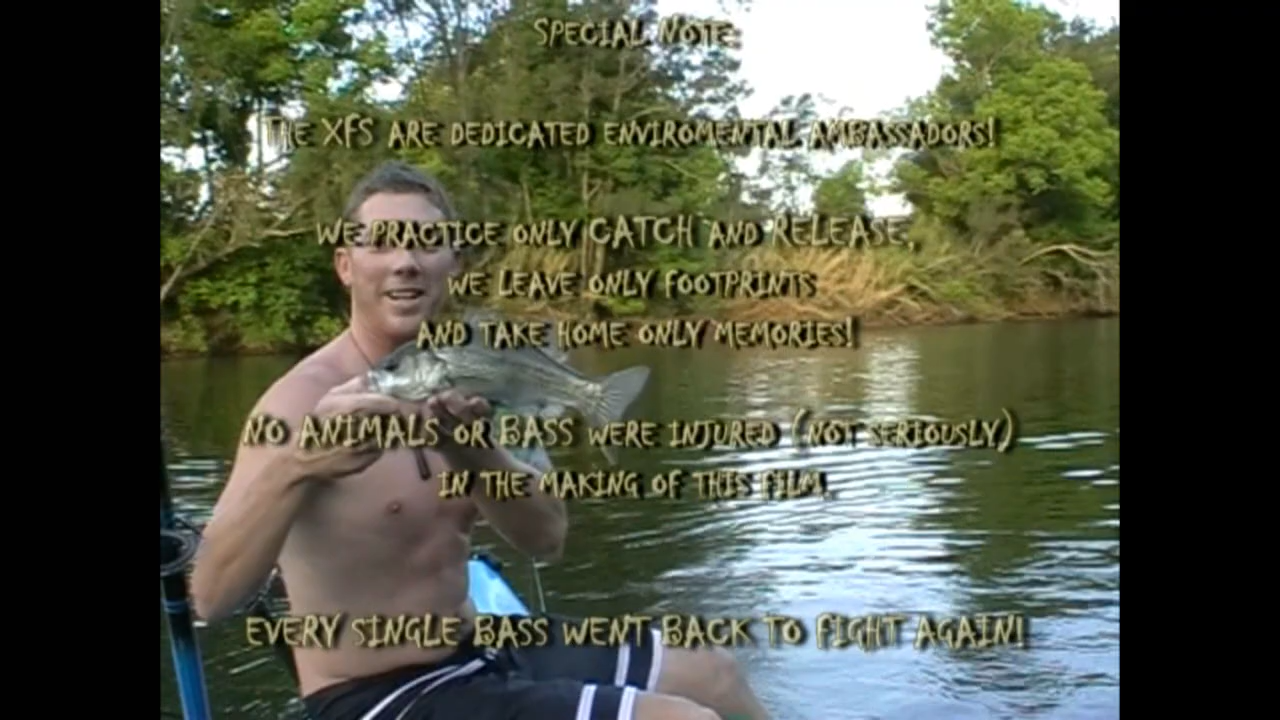 SPECIAL NOTE:
THE XFS ARE DEDICATED ENVIROMENTAL AMBASSADORS!
WE PRACTICE ONLY CATCH AND RELEASE,
WE LEAVE ONLY FOOTPRINTS
AND TAKE HOME ONLY MEMORIES!
NO ANIMALS OR BASS WERE INJURED (NOT SERIOUSLY)
IN THE MAKING OF THIS FILM.
EVERY SINGLE BASS WENT BACK TO FIGHT AGAIN!